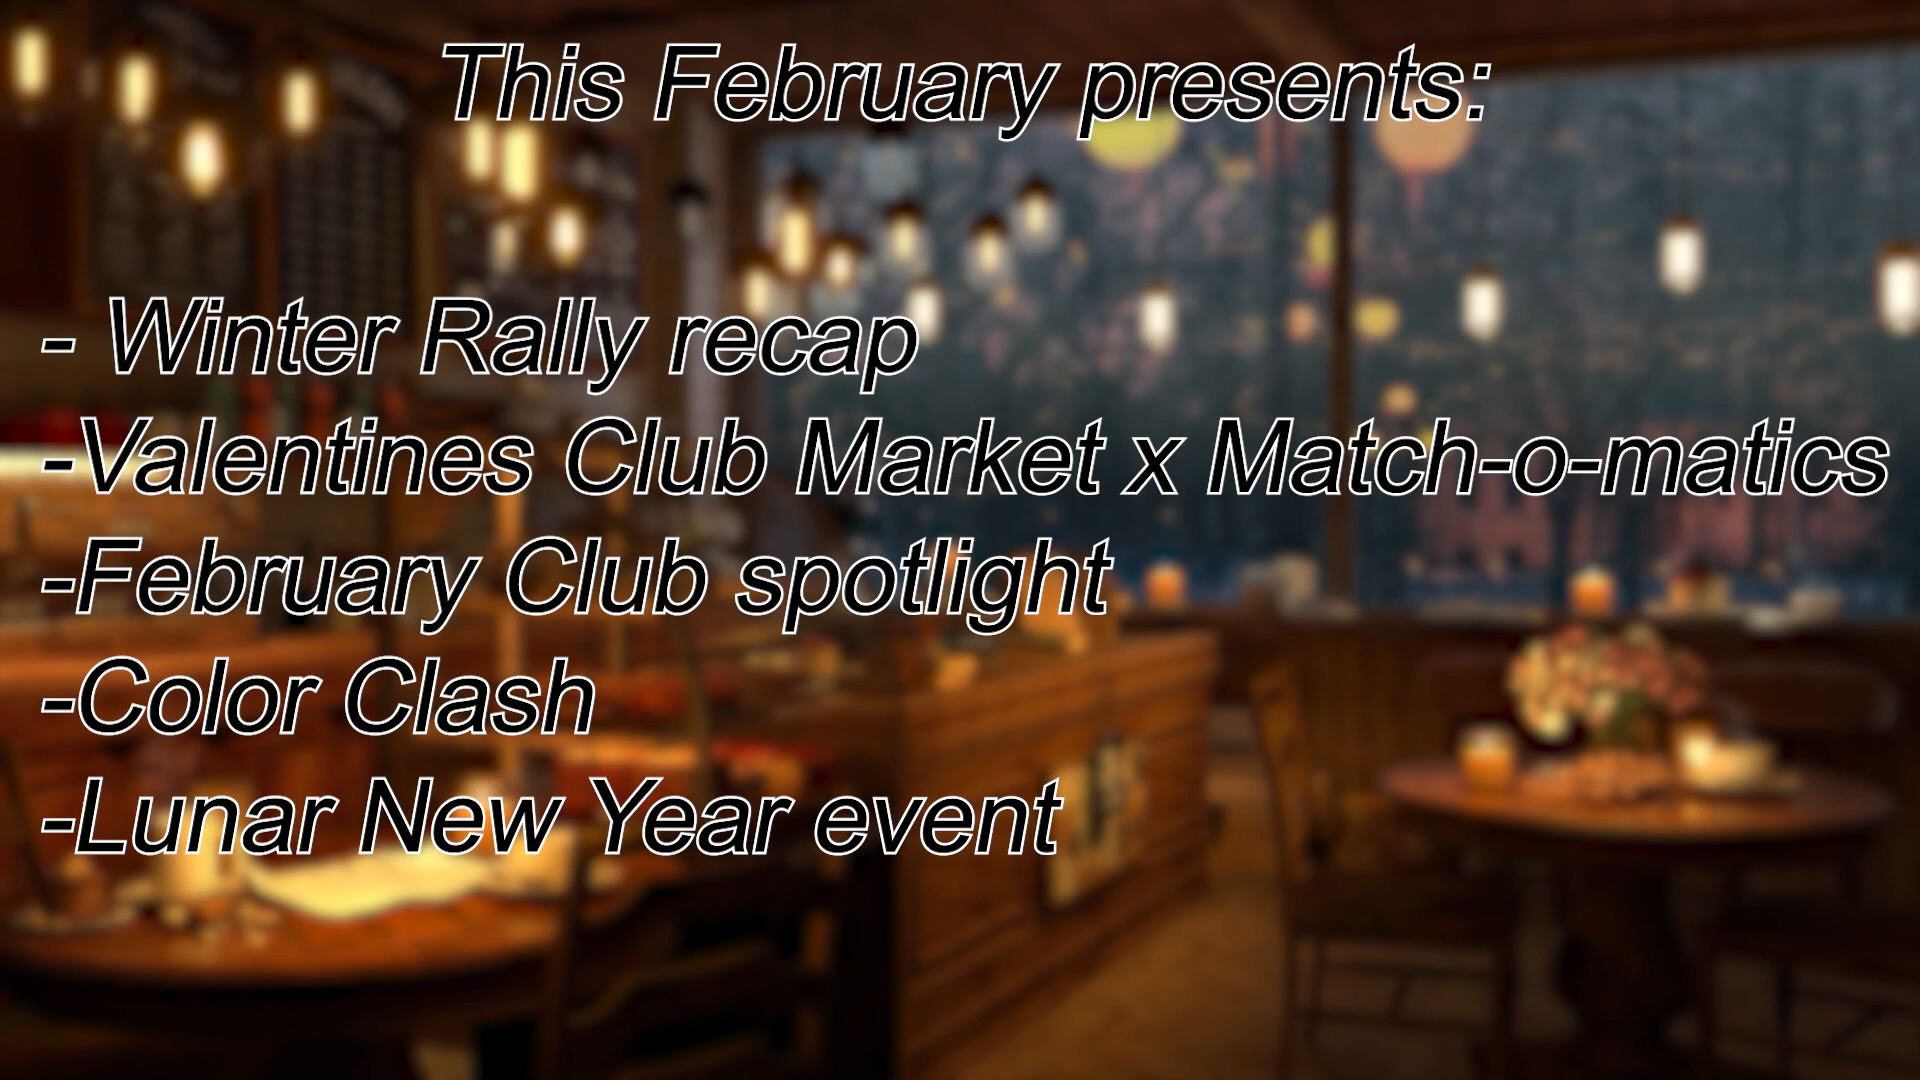 This February presents:
- Winter Rally recap
-Valentines Club Market x Match-o-matics
-February Club spotlight
-Color Clash
-Lunar New Year event